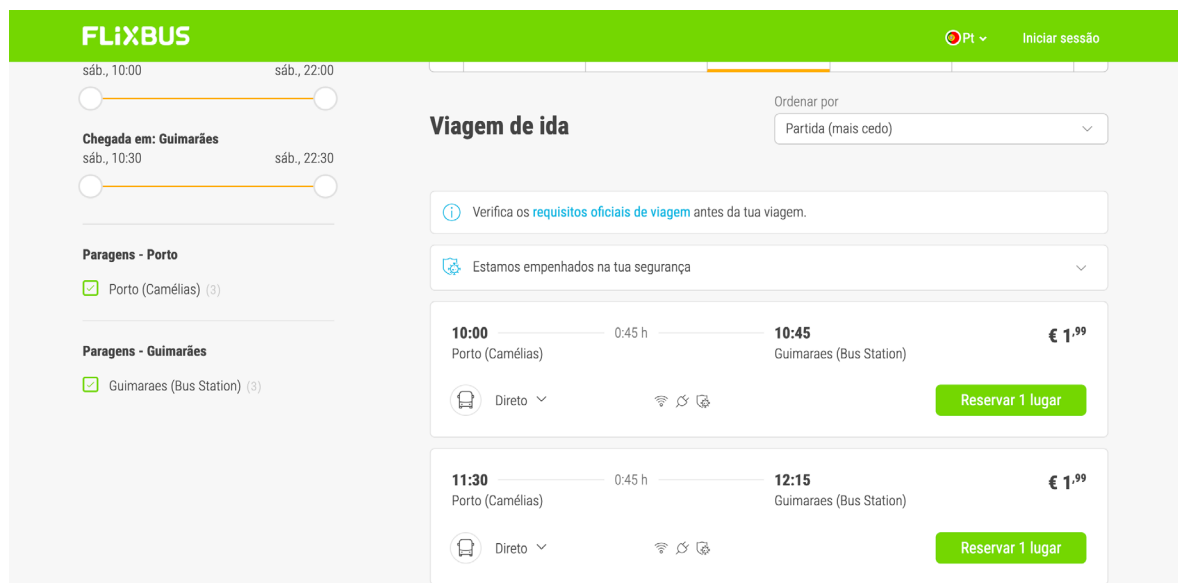 FLiXBUS
Pt
Iniciar sessão
sáb., 10:00 sáb., 22:00
Chegada em: Guimarães
sáb., 10:30 sáb., 22:30
Paragens - Porto
Porto (Camélias) (3)
Paragens - Guimarães
Guimaraes (Bus Station) (3)
Viagem de ida
Ordenar por
Partida (mais cedo)
Verifica os requisitos oficiais de viagem antes da tua viagem.
Estamos empenhados na tua segurança
10:00 0:45 h 10:45 € 1,99
Porto (Camélias) Guimaraes (Bus Station)
Direto Reservar 1 lugar
11:30 0:45 h 12:15 € 1,99
Porto (Camélias) Guimaraes (Bus Station)
Direto Reservar 1 lugar